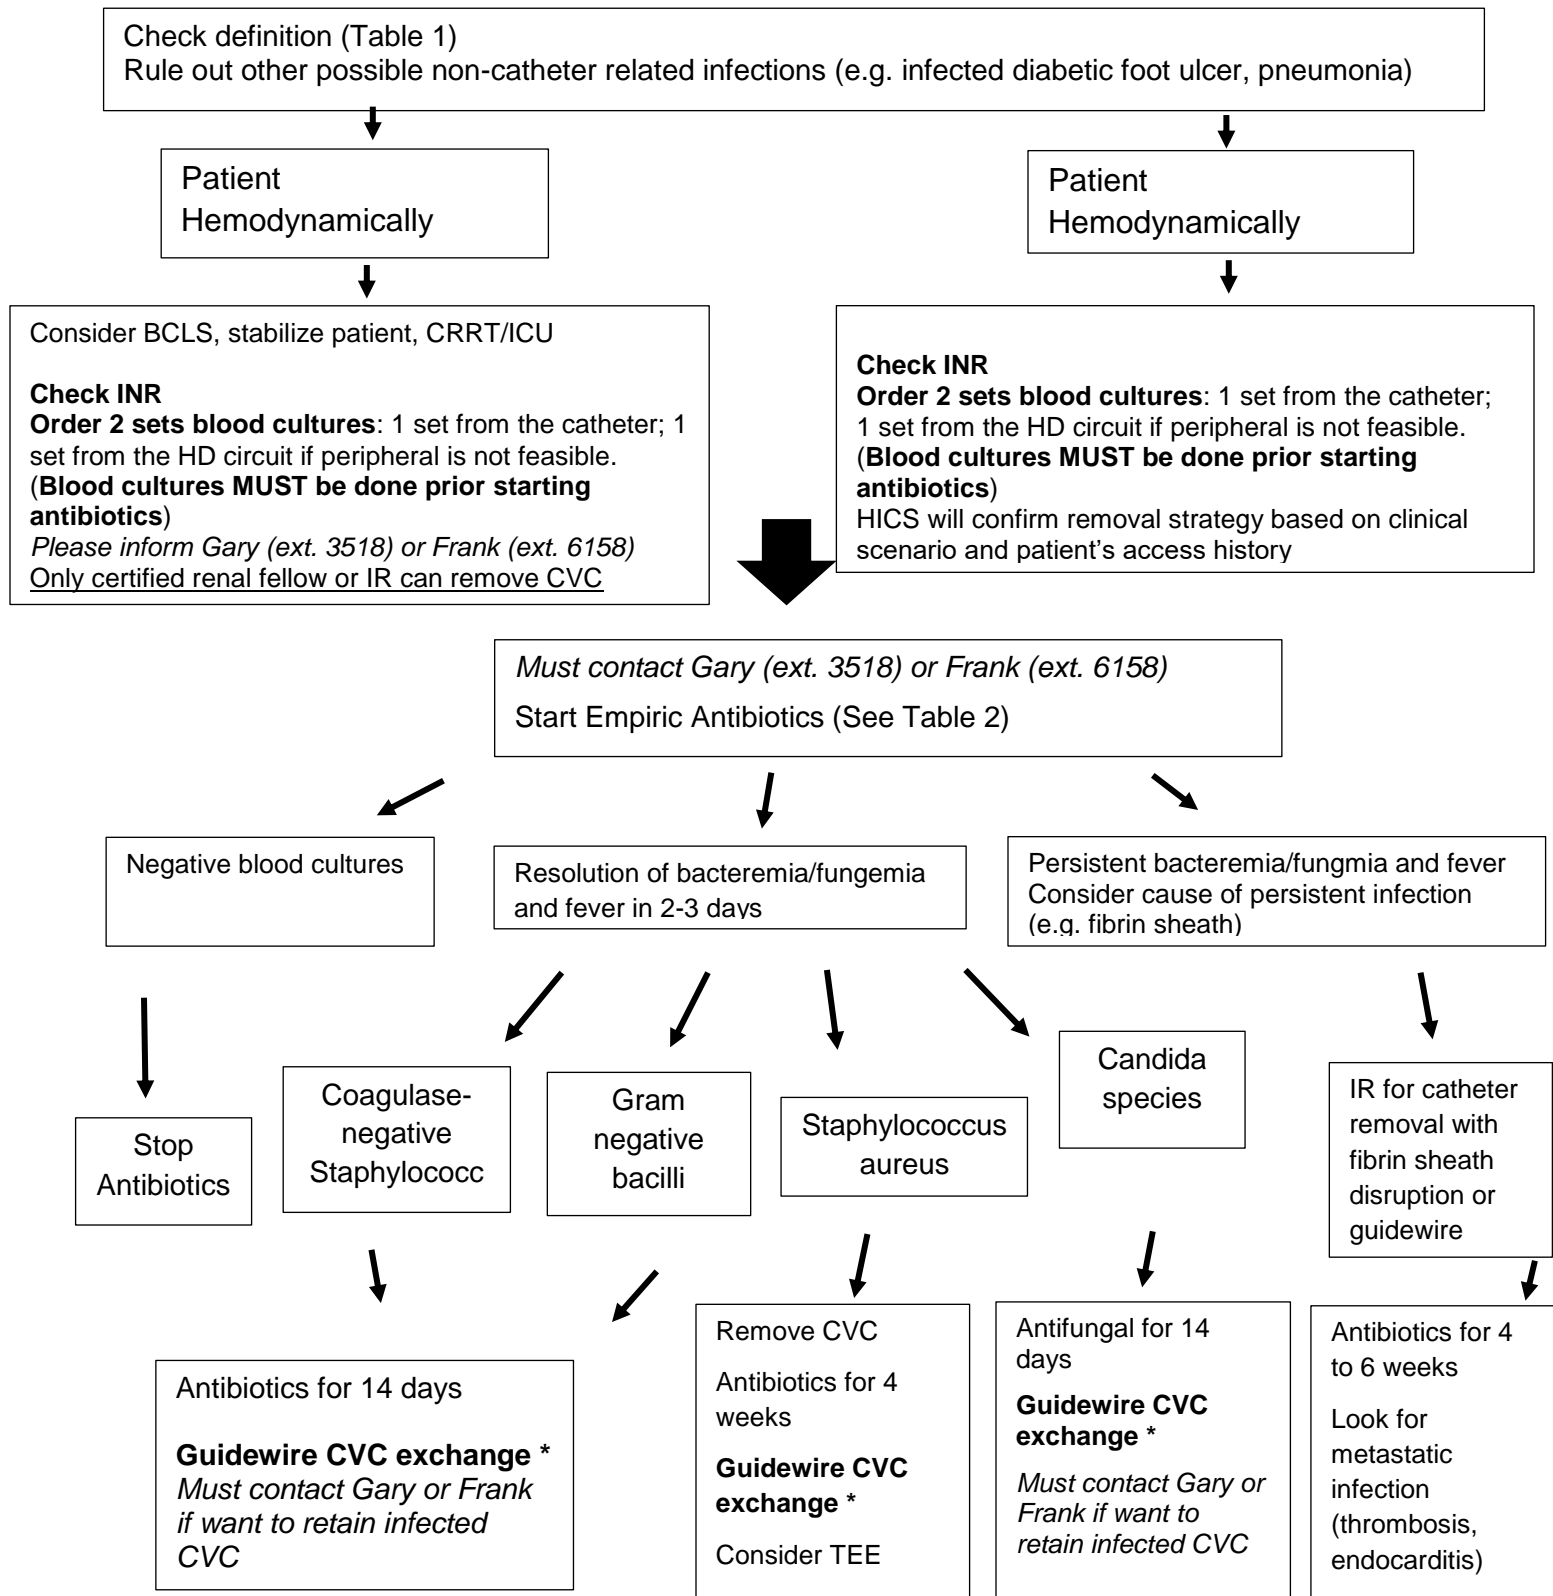 Check definition (Table 1)
Rule out other possible non-catheter related infections (e.g. infected diabetic foot ulcer, pneumonia)
Patient
Hemodynamically
Patient
Hemodynamically
Consider BCLS, stabilize patient, CRRT/ICU
Check INR
Order 2 sets blood cultures: 1 set from the catheter; 1
set from the HD circuit if peripheral is not feasible.
(Blood cultures MUST be done prior starting
antibiotics)
Please inform Gary (ext. 3518) or Frank (ext. 6158)
Only certified renal fellow or IR can remove CVC
Check INR
Order 2 sets blood cultures: 1 set from the catheter;
1 set from the HD circuit if peripheral is not feasible.
(Blood cultures MUST be done prior starting
antibiotics)
HICS will confirm removal strategy based on clinical
scenario and patient's access history
Must contact Gary (ext. 3518) or Frank (ext. 6158)
Start Empiric Antibiotics (See Table 2)
Negative blood cultures
Resolution of bacteremia/fungemia
and fever in 2-3 days
Persistent bacteremia/fungmia and fever
Consider cause of persistent infection
(e.g. fibrin sheath)
Stop
Antibiotics
Coagulase-
negative
Staphylococc
Gram
negative
bacilli
Staphylococcus
aureus
Candida
species
IR for catheter
removal with
fibrin sheath
disruption or
guidewire
Antibiotics for 14 days
Guidewire CVC exchange *
Must contact Gary or Frank
if want to retain infected
CVC
Remove CVC
Antibiotics for 4
weeks
Guidewire CVC
exchange *
Consider TEE
Antifungal for 14
days
Guidewire CVC
exchange *
Must contact Gary or
Frank if want to
retain infected CVC
Antibiotics for 4
to 6 weeks
Look for
metastatic
infection
(thrombosis,
endocarditis)